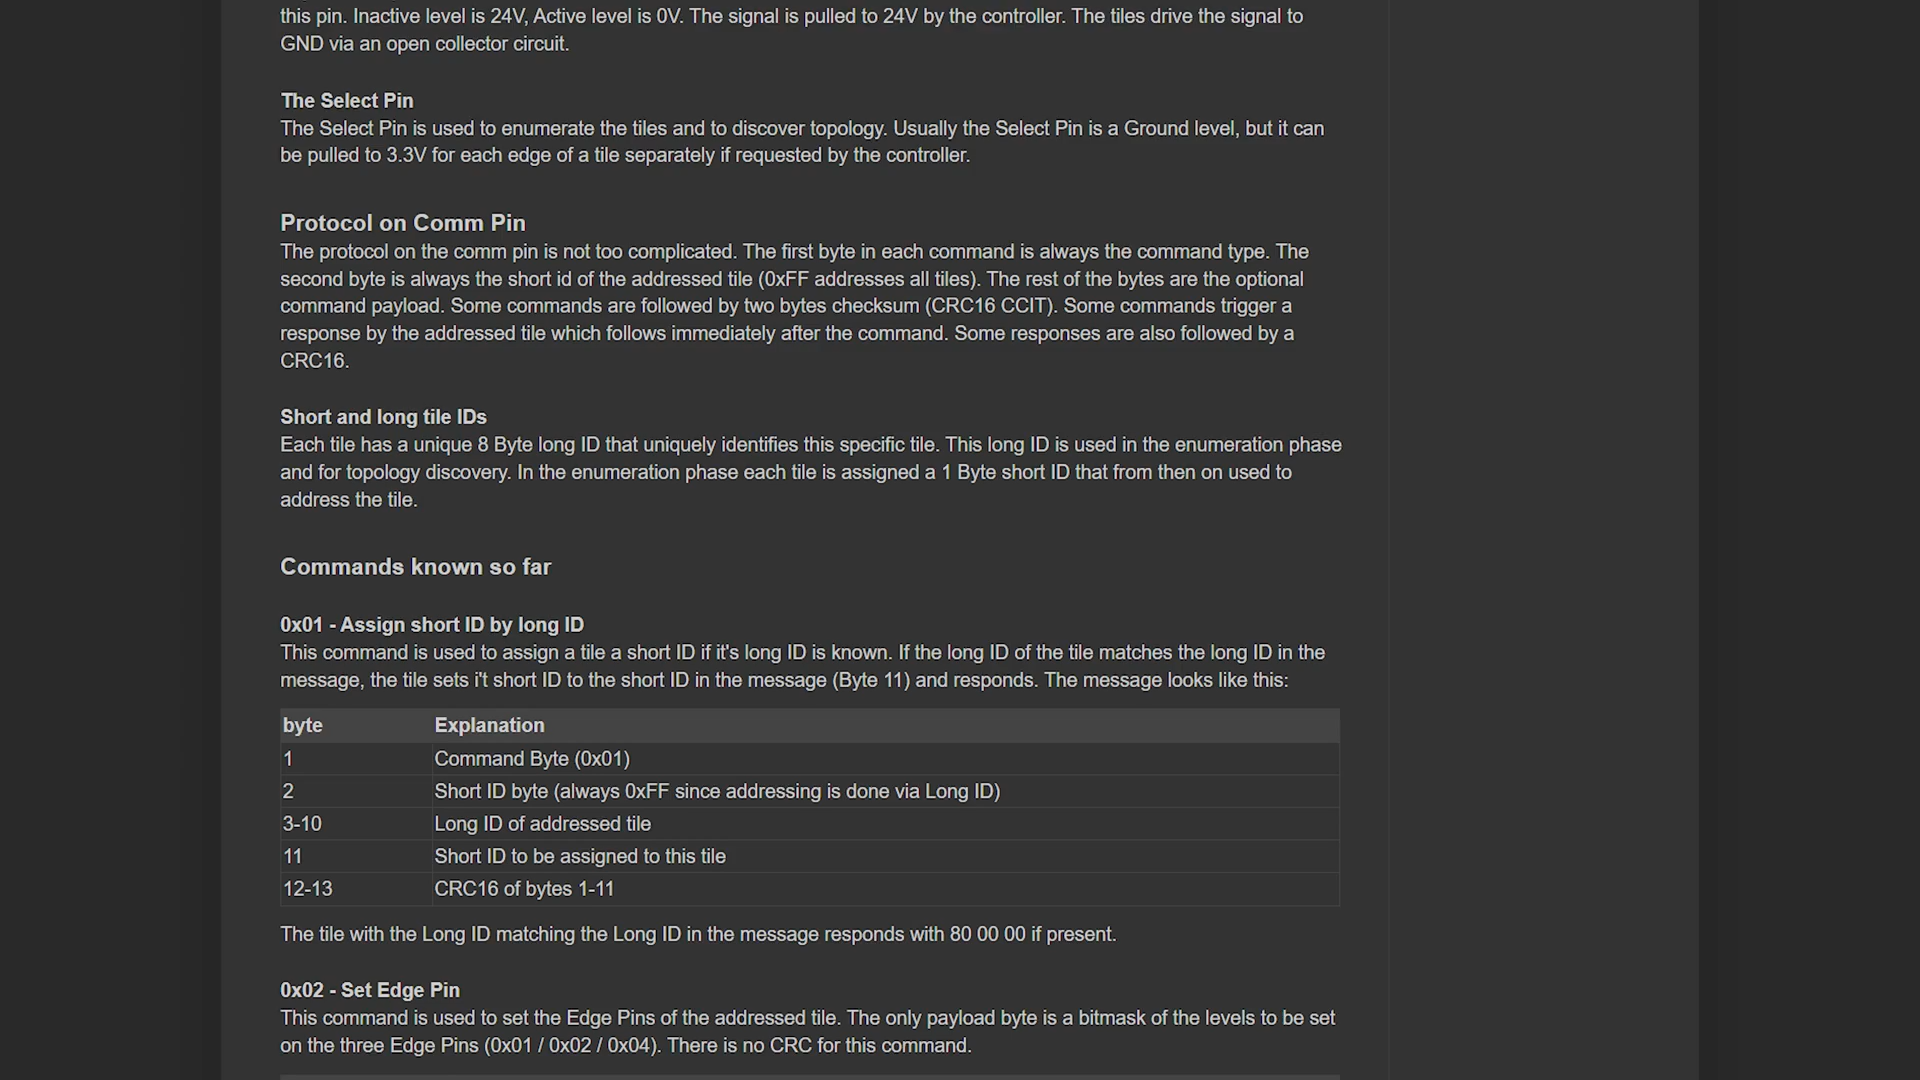 this pin. Inactive level is 24V, Active level is 0V. The signal is pulled to 24V by the controller. The tiles drive the signal to
GND via an open collector circuit.
The Select Pin
The Select Pin is used to enumerate the tiles and to discover topology. Usually the Select Pin is a Ground level, but it can
be pulled to 3.3V for each edge of a tile separately if requested by the controller.
Protocol on Comm Pin
The protocol on the comm pin is not too complicated. The first byte in each command is always the command type. The
second byte is always the short id of the addressed tile (0xFF addresses all tiles). The rest of the bytes are the optional
command payload. Some commands are followed by two bytes checksum (CRC16 CCIT). Some commands trigger a
response by the addressed tile which follows immediately after the command. Some responses are also followed by a
CRC16.
Short and long tile IDs
Each tile has a unique 8 Byte long ID that uniquely identifies this specific tile. This long ID is used in the enumeration phase
and for topology discovery. In the enumeration phase each tile is assigned a 1 Byte short ID that from then on used to
address the tile.
Commands known so far
0x01 - Assign short ID by long ID
This command is used to assign a tile a short ID if it's long ID is known. If the long ID of the tile matches the long ID in the
message, the tile sets i't short ID to the short ID in the message (Byte 11) and responds. The message looks like this:
byte Explanation
1 Command Byte (0x01)
2 Short ID byte (always 0xFF since addressing is done via Long ID)
3-10 Long ID of addressed tile
11 Short ID to be assigned to this tile
12-13 CRC16 of bytes 1-11
The tile with the Long ID matching the Long ID in the message responds with 80 00 00 if present.
0x02 - Set Edge Pin
This command is used to set the Edge Pins of the addressed tile. The only payload byte is a bitmask of the levels to be set
on the three Edge Pins (0x01 / 0x02 / 0x04). There is no CRC for this command.